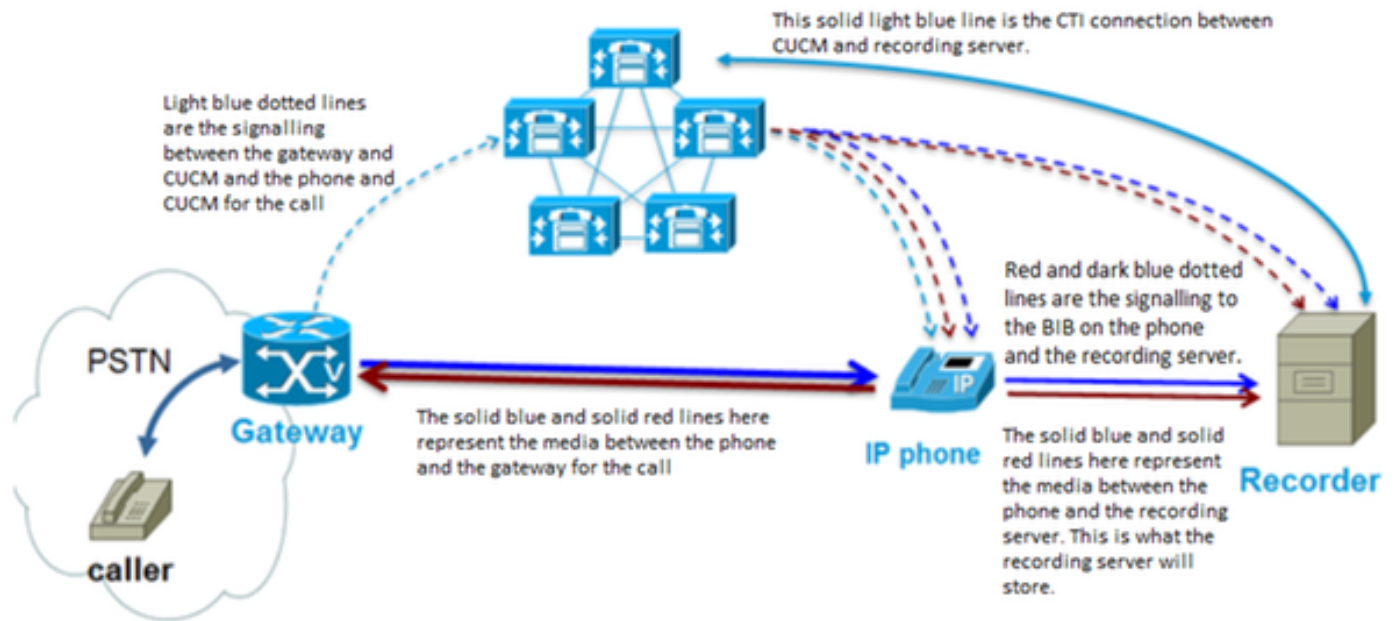 This solid light blue line is the CTI connection between
CUCM and recording server.
Light blue dotted lines
are the signalling
between the gateway and
CUCM and the phone and
CUCM for the call
PSTN
V
Gateway
caller
The solid blue and solid red lines here
represent the media between the phone
and the gateway for the call
IP
IP phone
Red and dark blue dotted
lines are the signalling to
the BIB on the phone
and the recording server.
The solid blue and solid
red lines here represent
the media between the
phone and the recording
server. This is what the
recording server will
store.
Recorder